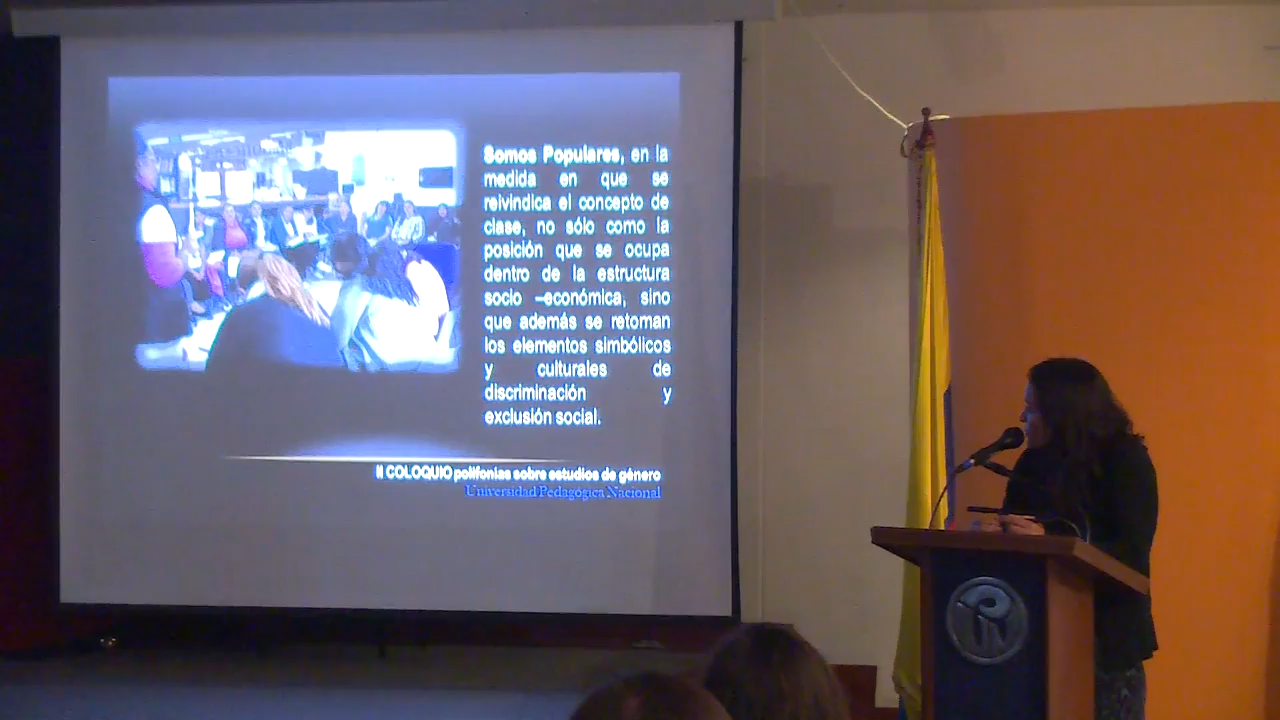 Somos Populares, en la
medida en que se
reivindica el concepto de
clase, no sólo como la
posición que se ocupa
dentro de la estructura
socio –económica, sino
que además se retoman
los elementos simbólicos
y culturales de
discriminación y
exclusión social.
II COLOQUIO polifonías sobre estudios de género
Universidad Pedagógica Nacional